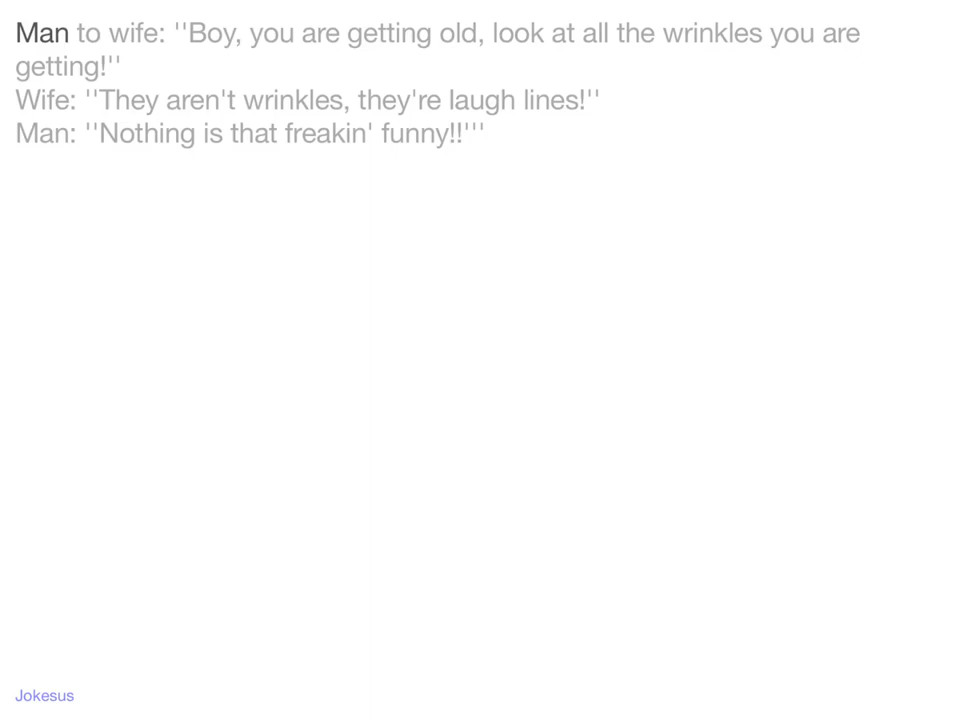 Man to wife: ''Boy, you are getting old, look at all the wrinkles you are
getting!''
Wife: ''They aren't wrinkles, they're laugh lines!''
Man: ''Nothing is that freakin' funny!!'''
Jokesus